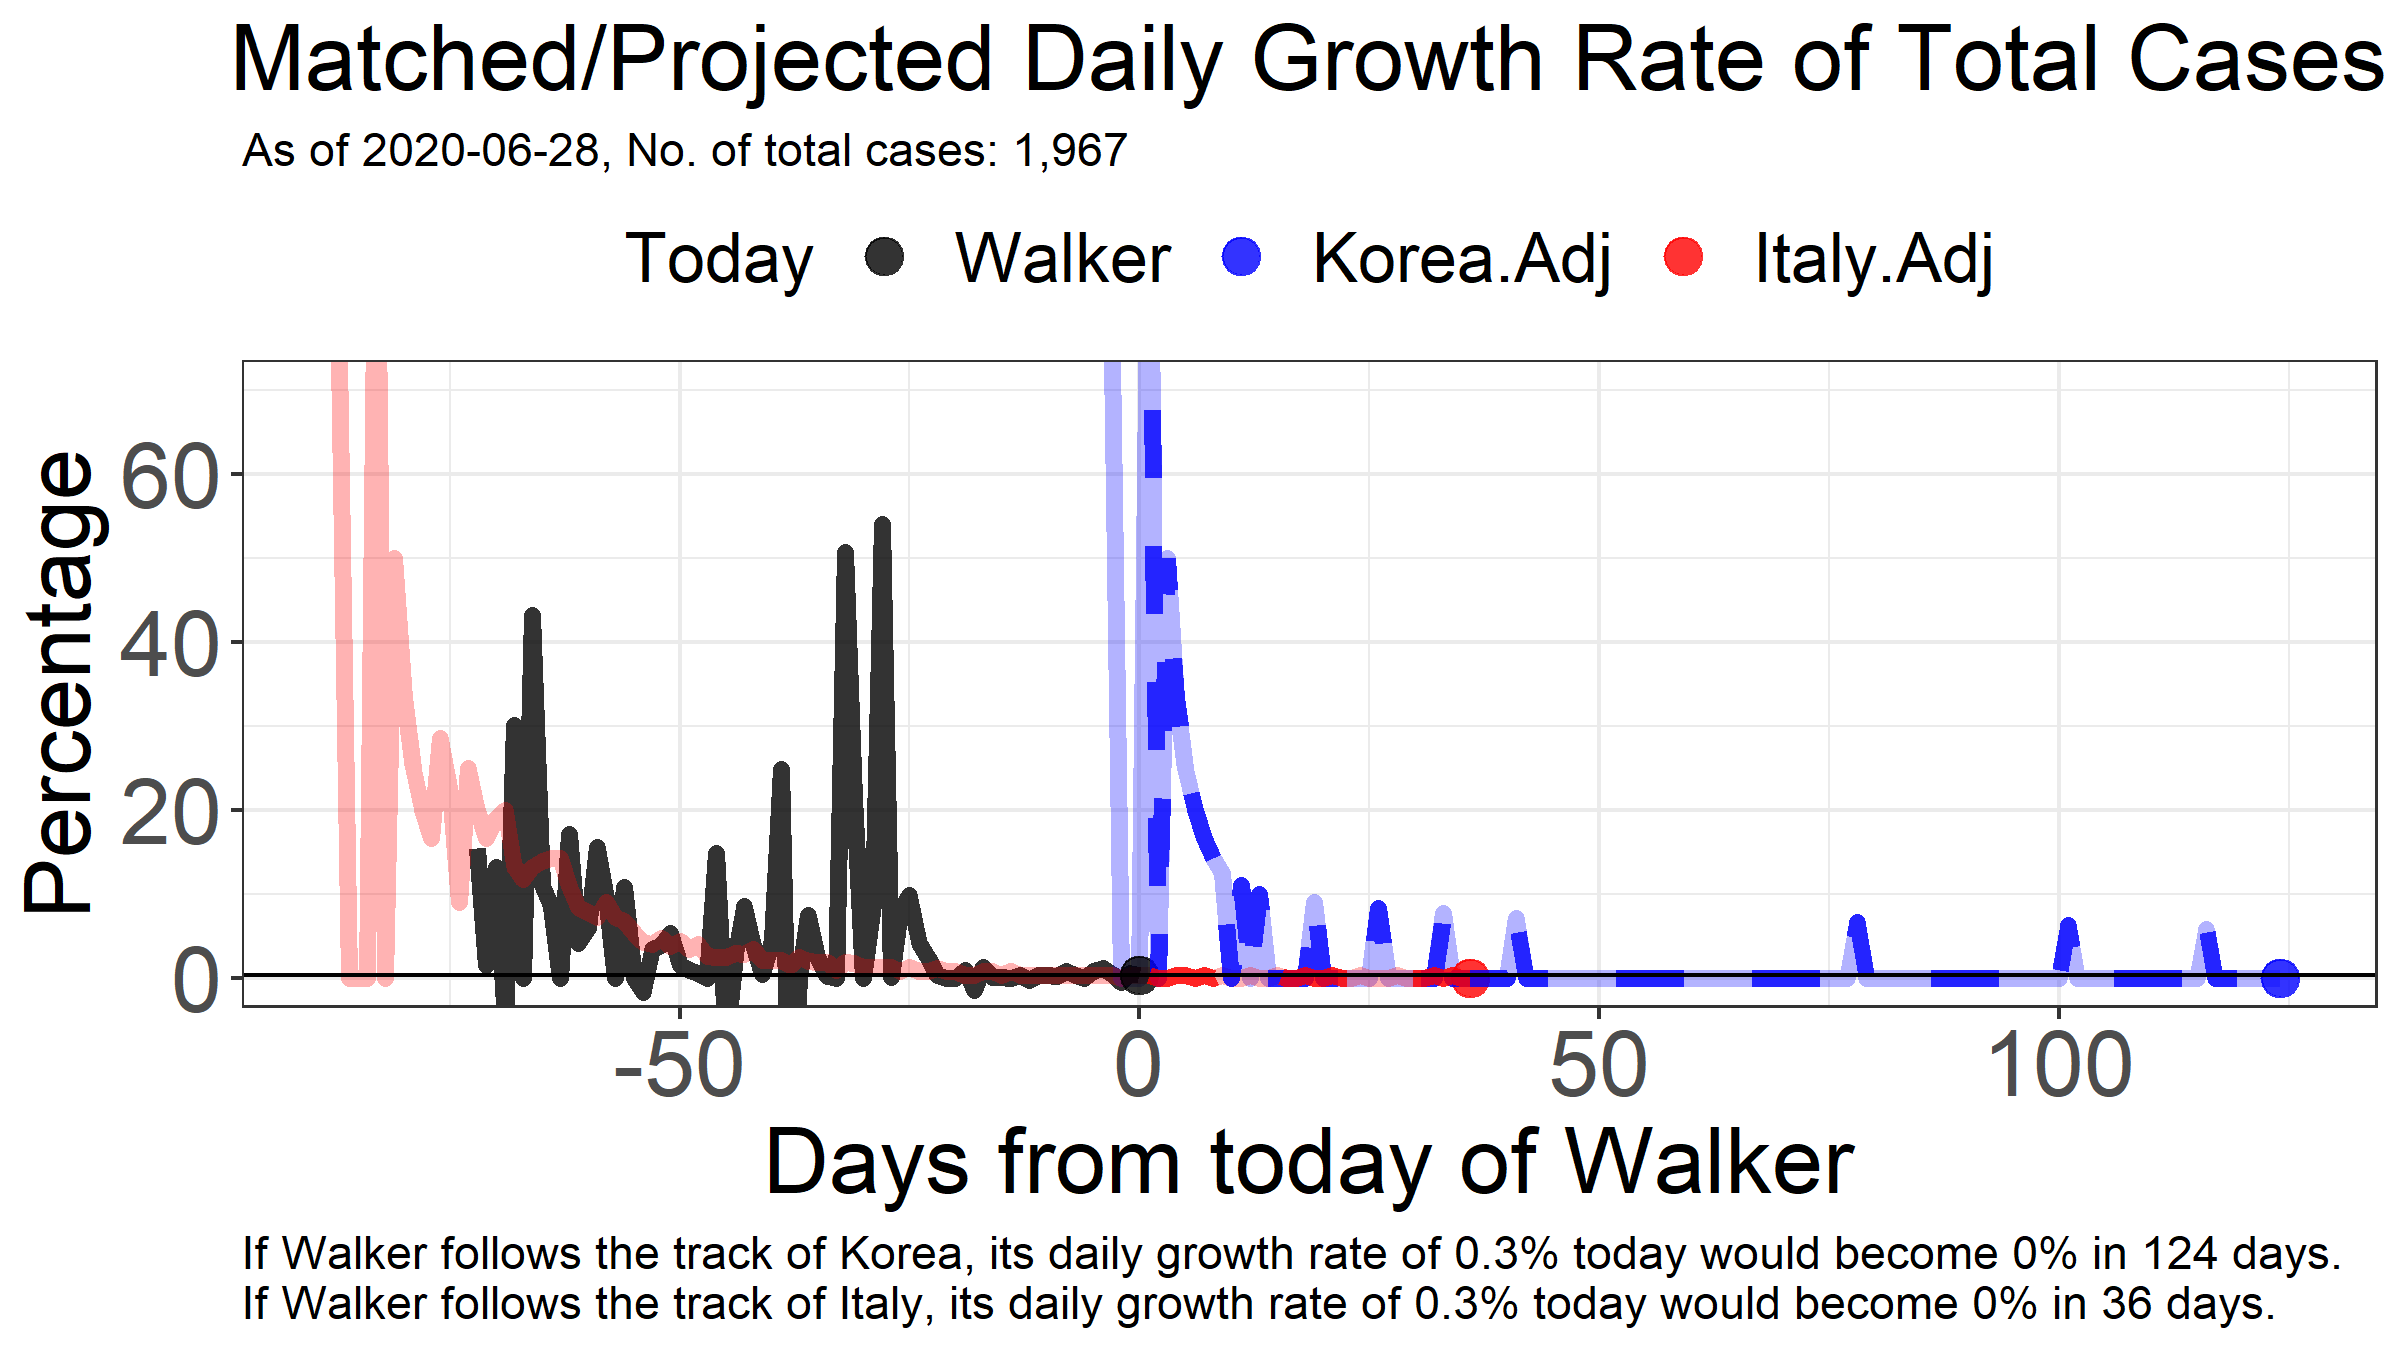 Matched/Projected Daily Growth Rate of Total Cases
As of 2020-06-28, No. of total cases: 1,967
Today Walker Korea.Adj Italy.Adj
Percentage
60
40
20
0
-50 0 50 100
Days from today of Walker
If Walker follows the track of Korea, its daily growth rate of 0.3% today would become 0% in 124 days.
If Walker follows the track of Italy, its daily growth rate of 0.3% today would become 0% in 36 days.